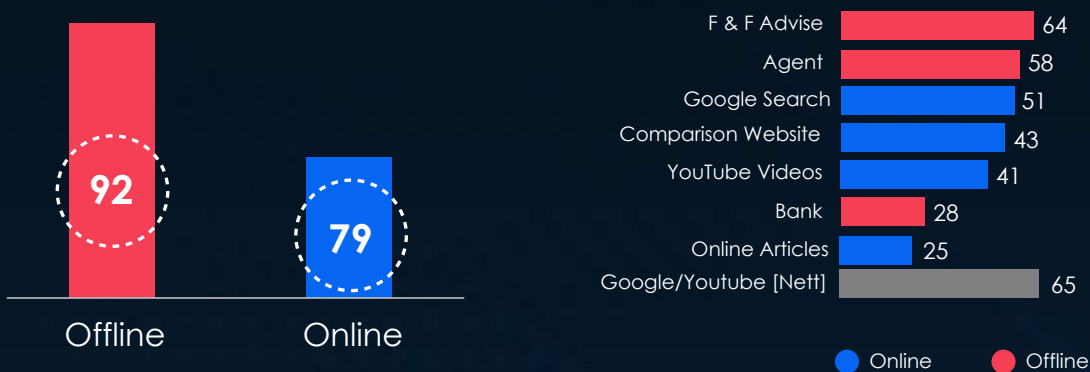 92
79
Offline
Online
F & F Advise 64
Agent 58
Google Search 51
Comparison Website 43
YouTube Videos 41
Bank 28
Online Articles 25
Google/Youtube [Nett] 65
Online Offline